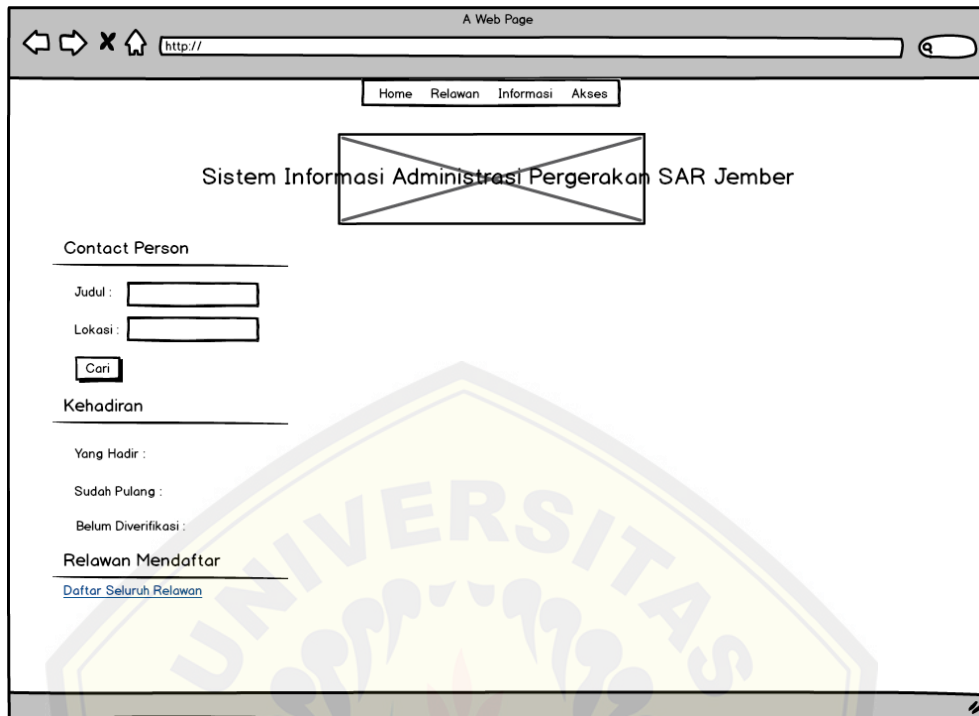 A Web Page
http://
Home Relawan Informasi Akses
Sistem Informasi Administrasi Pergerakan SAR Jember
Contact Person
Judul :
Lokasi :
Cari
Kehadiran
Yang Hadir :
Sudah Pulang :
Belum Diverifikasi :
Relawan Mendaftar
Daftar Seluruh Relawan
UNIVERSITAS